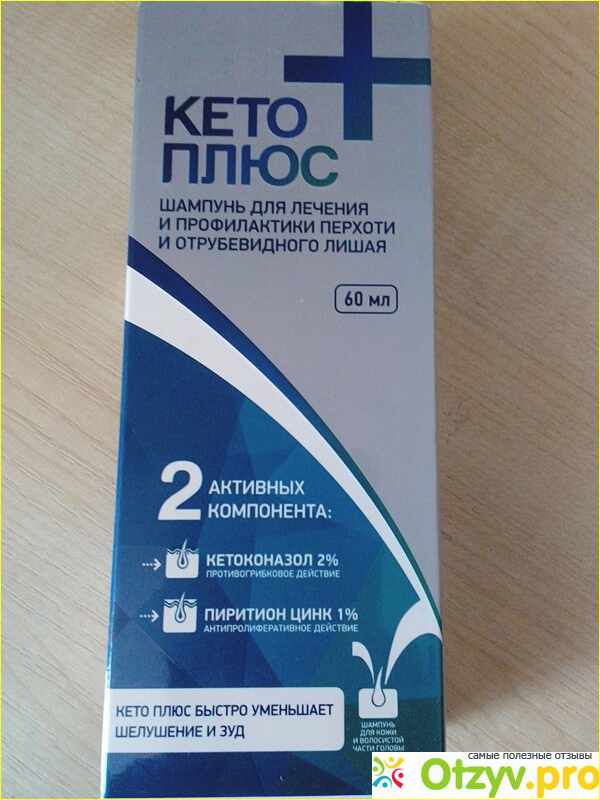 КЕТО
ПЛЮС
ШАМПУНЬ ДЛЯ ЛЕЧЕНИЯ
И ПРОФИЛАКТИКИ ПЕРХОТИ
И ОТРУБЕВИДНОГО ЛИШАЯ
60 мл
2 АКТИВНЫХ
КОМПОНЕНТА:
КЕТОКОНАЗОЛ 2%
ПРОТИВОГРИБКОВОЕ ДЕЙСТВИЕ
ПИРИТИОН ЦИНК 1%
АНТИПРОЛИФЕРАТИВНОЕ ДЕЙСТВИЕ
КЕТО ПЛЮС БЫСТРО УМЕНЬШАЕТ
ШЕЛУШЕНИЕ И ЗУД
ШАМПУНЬ
ДЛЯ КОЖИ
И ВОЛОСИСТОЙ
ЧАСТИ ГОЛОВЫ
самые полезные отзывы
Otzyv.pro